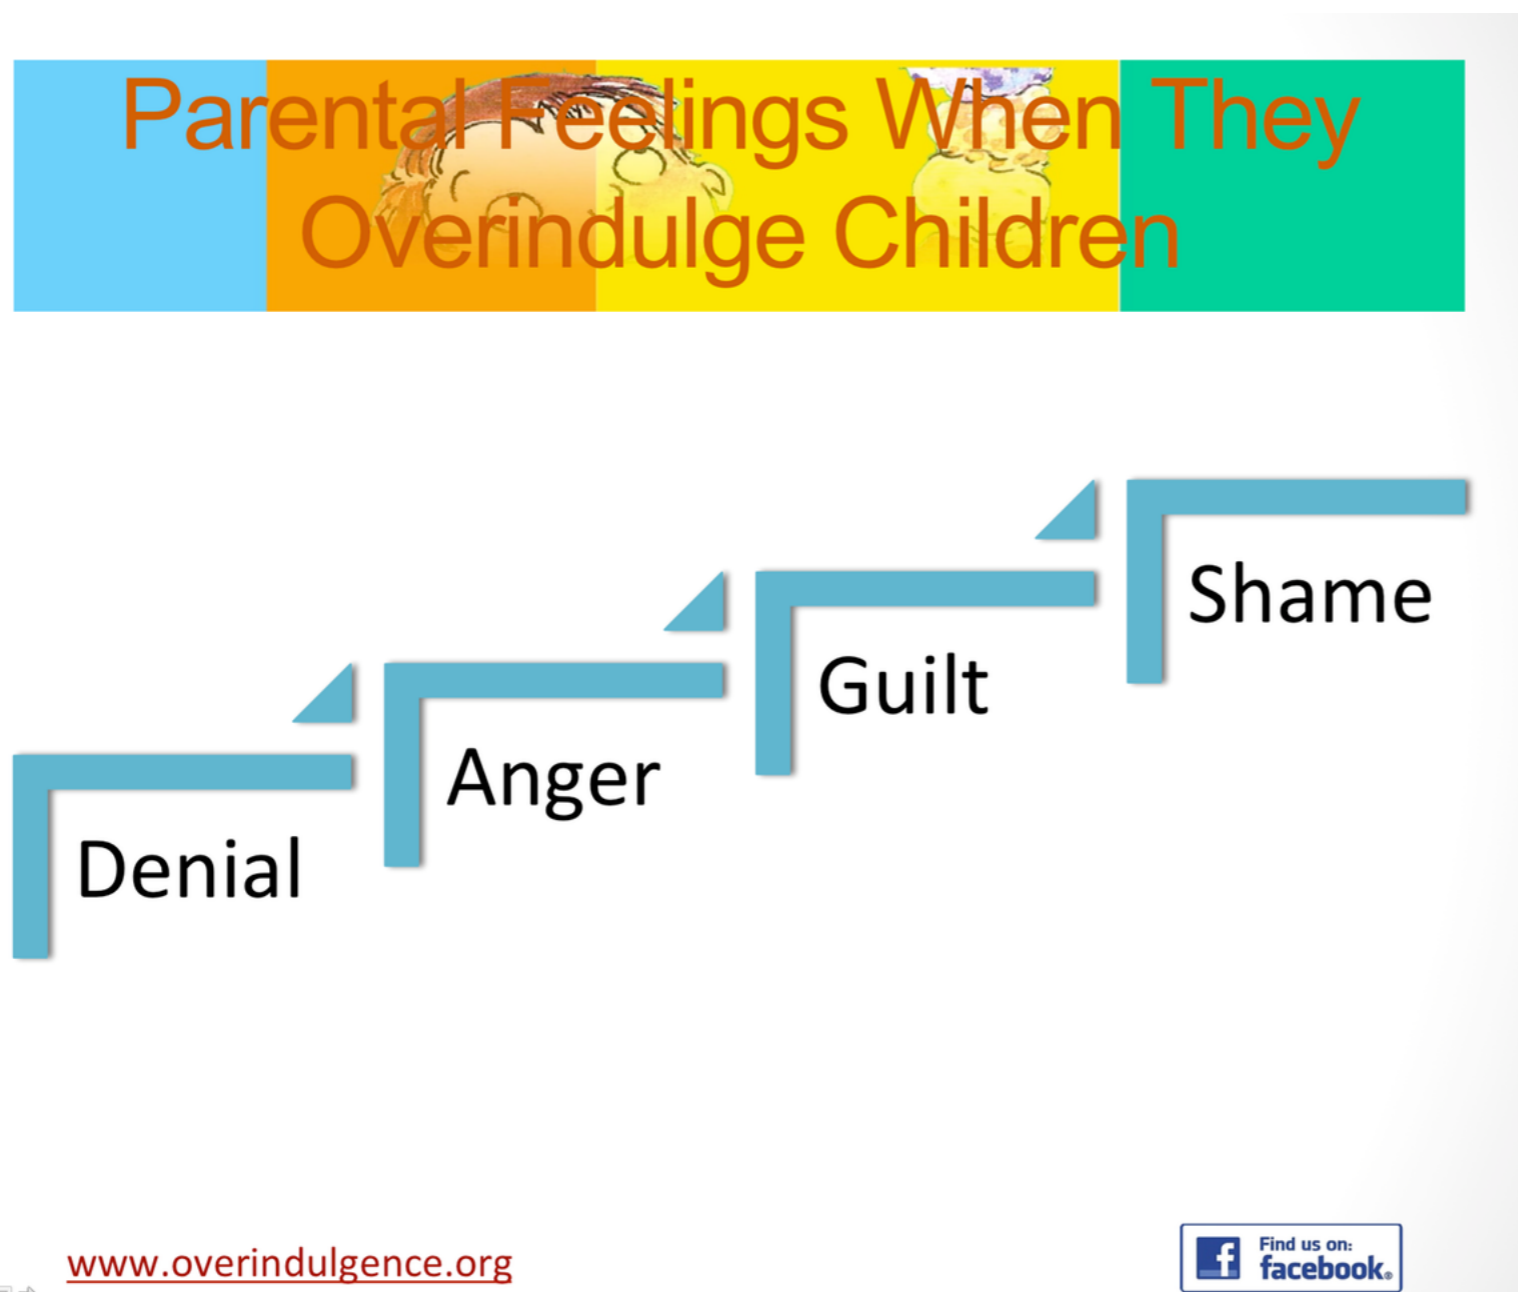 Parental Feelings When They
Overindulge Children
Denial
Anger
Guilt
Shame
www.overindulgence.org
Find us on:
facebook®